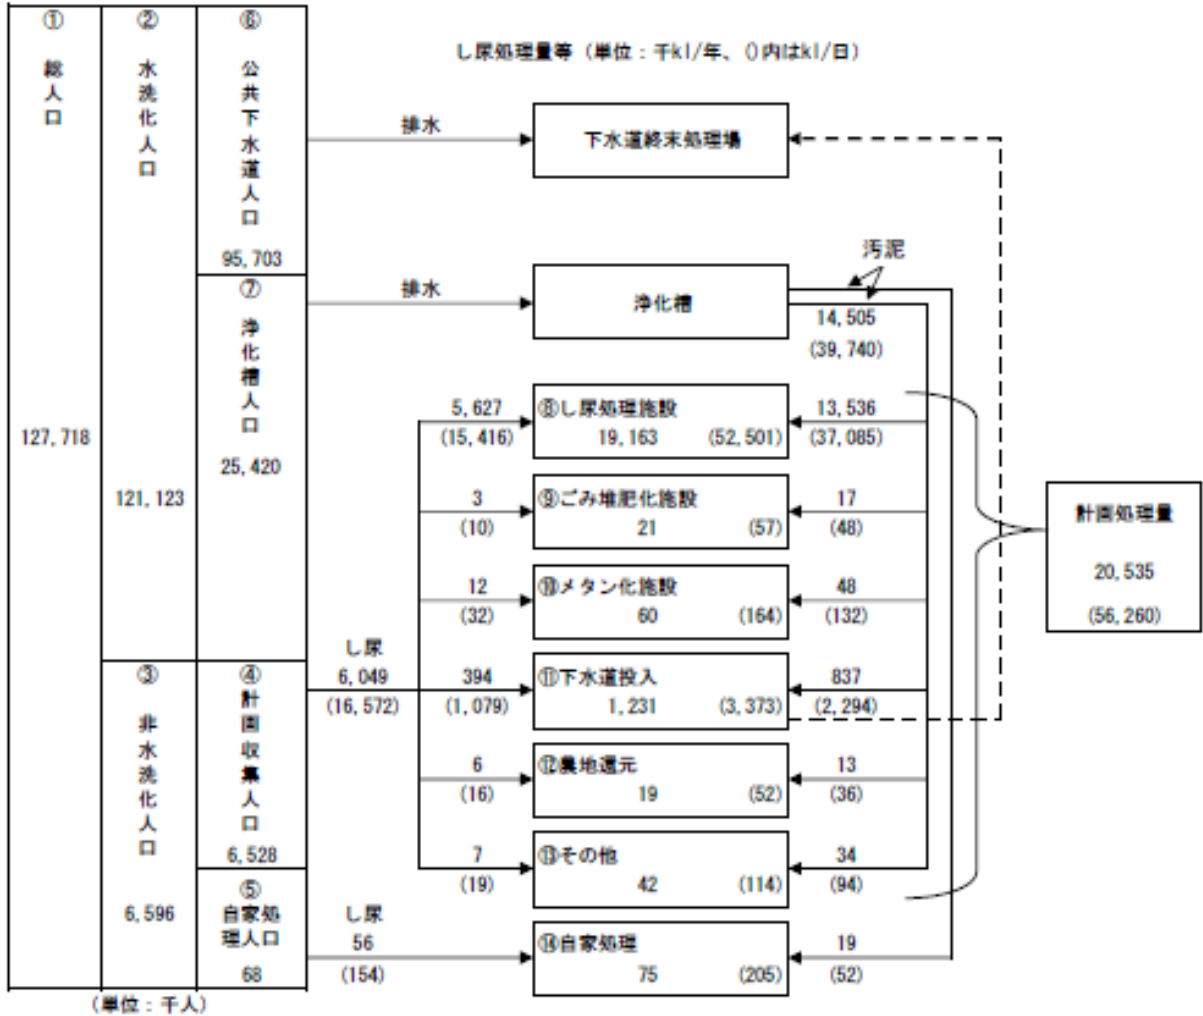 し尿処理量等（単位：千kl/年、()内はkl/日）
①
総人口
127,718
②
水洗化人口
121,123
③
非水洗化人口
6,596
⑥
公共下水道人口
95,703
⑦
浄化槽人口
25,420
④
計画収集人口
6,528
⑤
自家処
理人口
68
（単位：千人）
排水
下水道終末処理場
排水
浄化槽
汚泥
14,505
(39,740)
し尿
6,049
(16,572)
5,627
(15,416)
⑧し尿処理施設
19,163 (52,501)
13,536
(37,085)
3
(10)
⑨ごみ堆肥化施設
21 (57)
17
(48)
12
(32)
⑩メタン化施設
60 (164)
48
(132)
394
(1,079)
⑪下水道投入
1,231 (3,373)
837
(2,294)
6
(16)
⑫農地還元
19 (52)
13
(36)
7
(19)
⑬その他
42 (114)
34
(94)
し尿
56
(154)
⑭自家処理
75 (205)
19
(52)
計画処理量
20,535
(56,260)